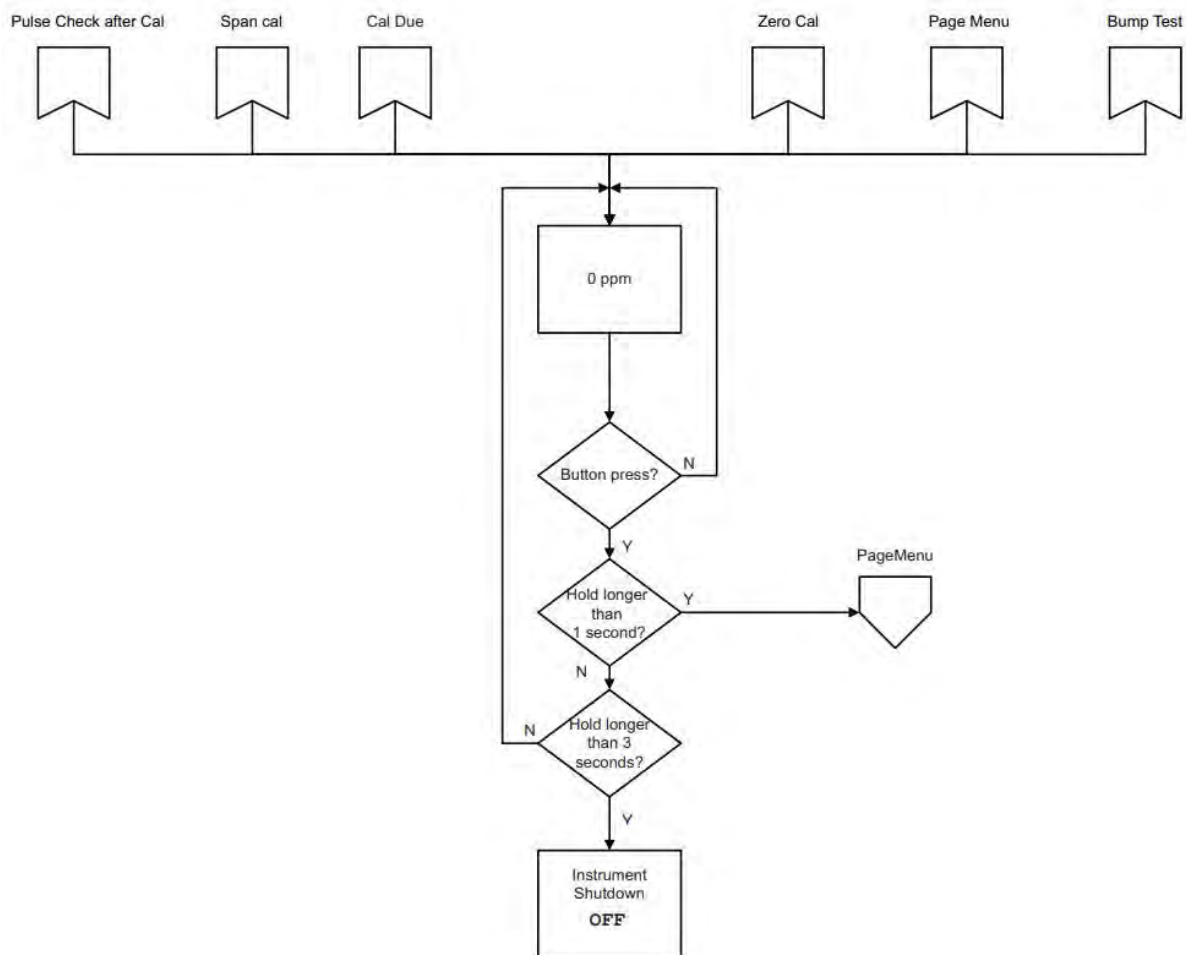 Pulse Check after Cal
Span cal
Cal Due
Zero Cal
Page Menu
Bump Test
0 ppm
Button press?
N
Y
PageMenu
Hold longer
than
1 second?
Y
N
Hold longer
than 3
seconds?
N
Y
Instrument
Shutdown
OFF